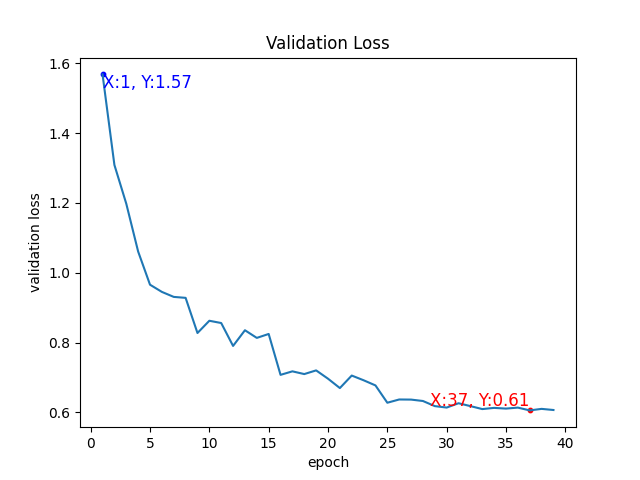 Validation Loss
1.6
1.4
1.2
1.0
0.8
0.6
validation loss
X:1, Y:1.57
X:37, Y:0.61
0 5 10 15 20 25 30 35 40
epoch